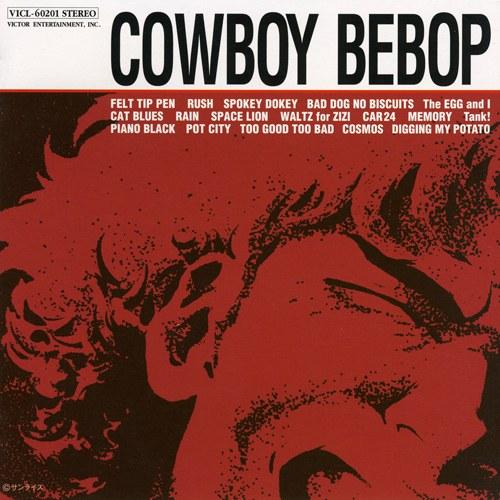 VICL-60201 STEREO
VICTOR ENTERTAINMENT, INC.
COWBOY BEBOP
FELT TIP PEN RUSH SPOKEY DOKEY BAD DOG NO BISCUITS The EGG and I
CAT BLUES RAIN SPACE LION WALTZ for ZIZI CAR 24 MEMORY Tank!
PIANO BLACK POT CITY TOO GOOD TOO BAD COSMOS DIGGING MY POTATO
©サンライズ